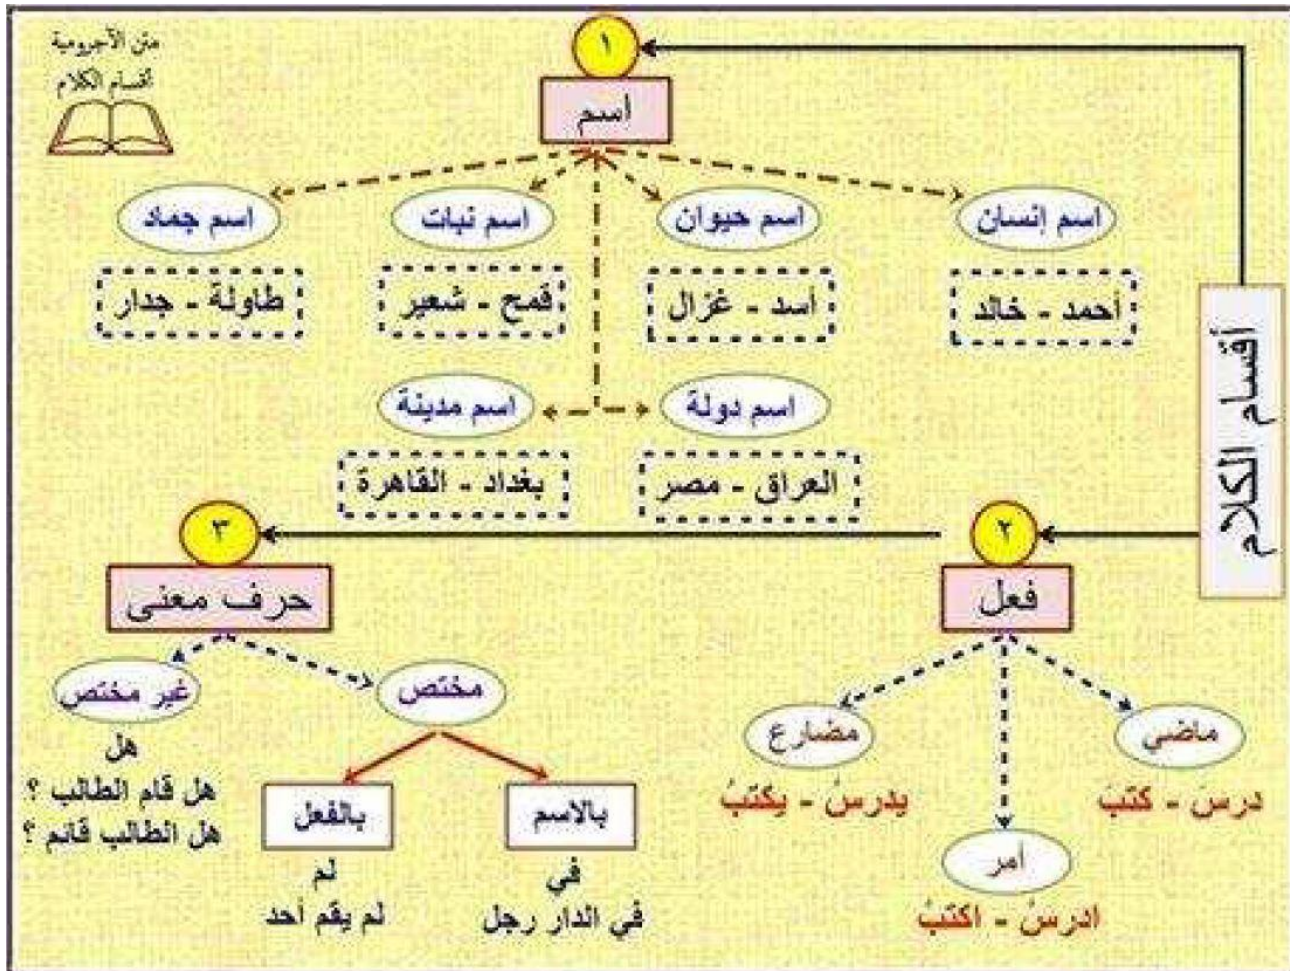 متن الآجرومية
أقسام الكلام
أقسام الكلام
١
اسم
اسم إنسان
اسم حيوان
اسم نبات
اسم جماد
أحمد - خالد
أسد - غزال
قمح - شعير
طاولة - جدار
اسم دولة
اسم مدينة
العراق - مصر
بغداد - القاهرة
٢
فعل
ماضي
مضارع
درسَ - كتبَ
يدرسُ - يكتبُ
أمر
ادرسْ - اكتبْ
٣
حرف معنى
مختص
غير مختص
بالاسم
في
في الدار رجل
بالفعل
لم
لم يقم أحد
هل
هل قام الطالب ؟
هل الطالب قائم ؟